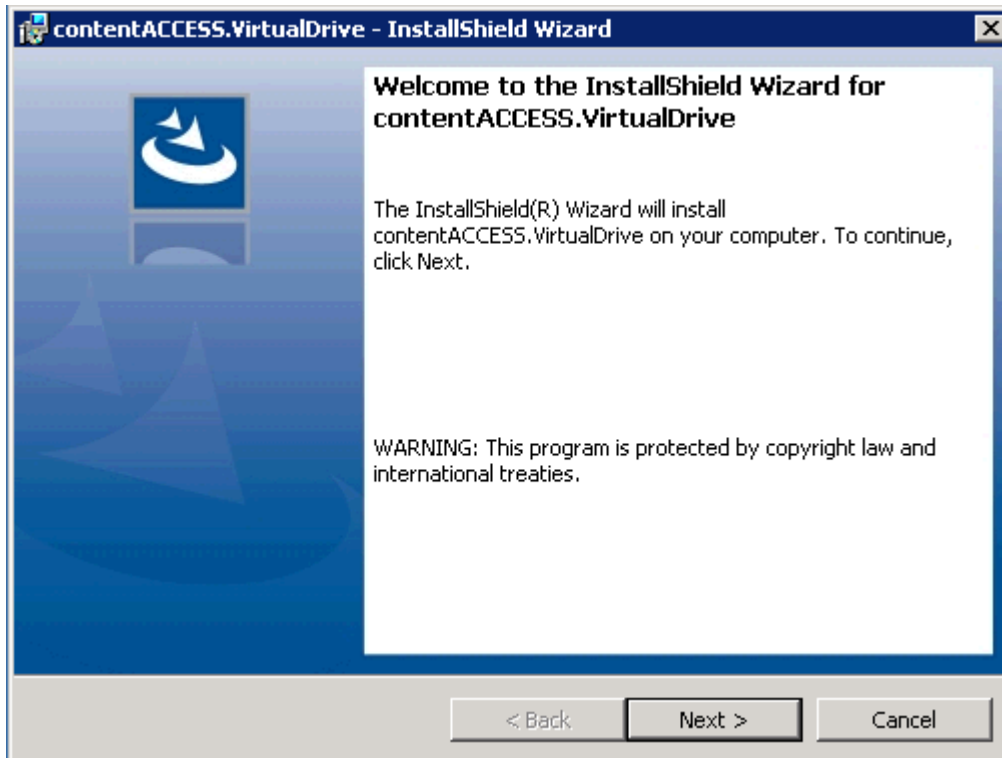 contentACCESS.VirtualDrive - InstallShield Wizard
Welcome to the InstallShield Wizard for
contentACCESS.VirtualDrive
The InstallShield(R) Wizard will install
contentACCESS.VirtualDrive on your computer. To continue,
click Next.
WARNING: This program is protected by copyright law and
international treaties.
< Back
Next >
Cancel